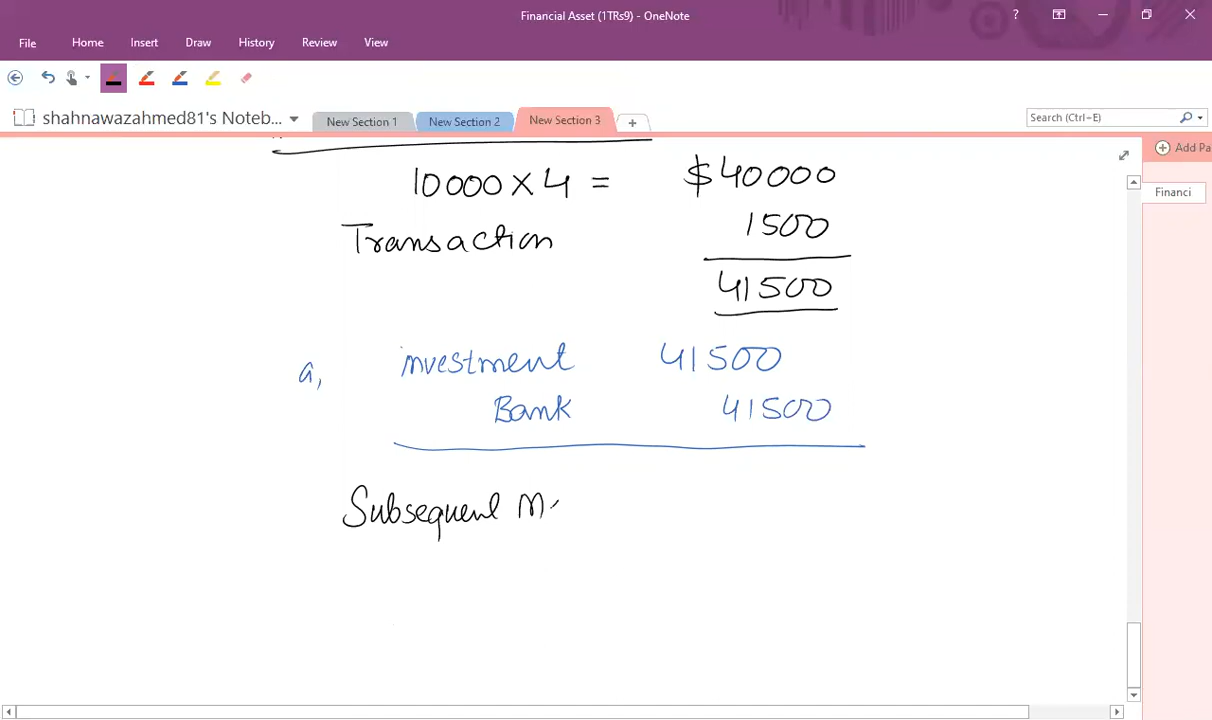 Financial Asset (1TRs9) - OneNote
?
File Home Insert Draw History Review View
shahnawazahmed81's Noteb... New Section 1 New Section 2 New Section 3 + Search (Ctrl+E)
Add Pa
Financi
10000 X 4 = $40000
Transaction 1500
41500
a, investment 41500
Bank 41500
Subsequent M